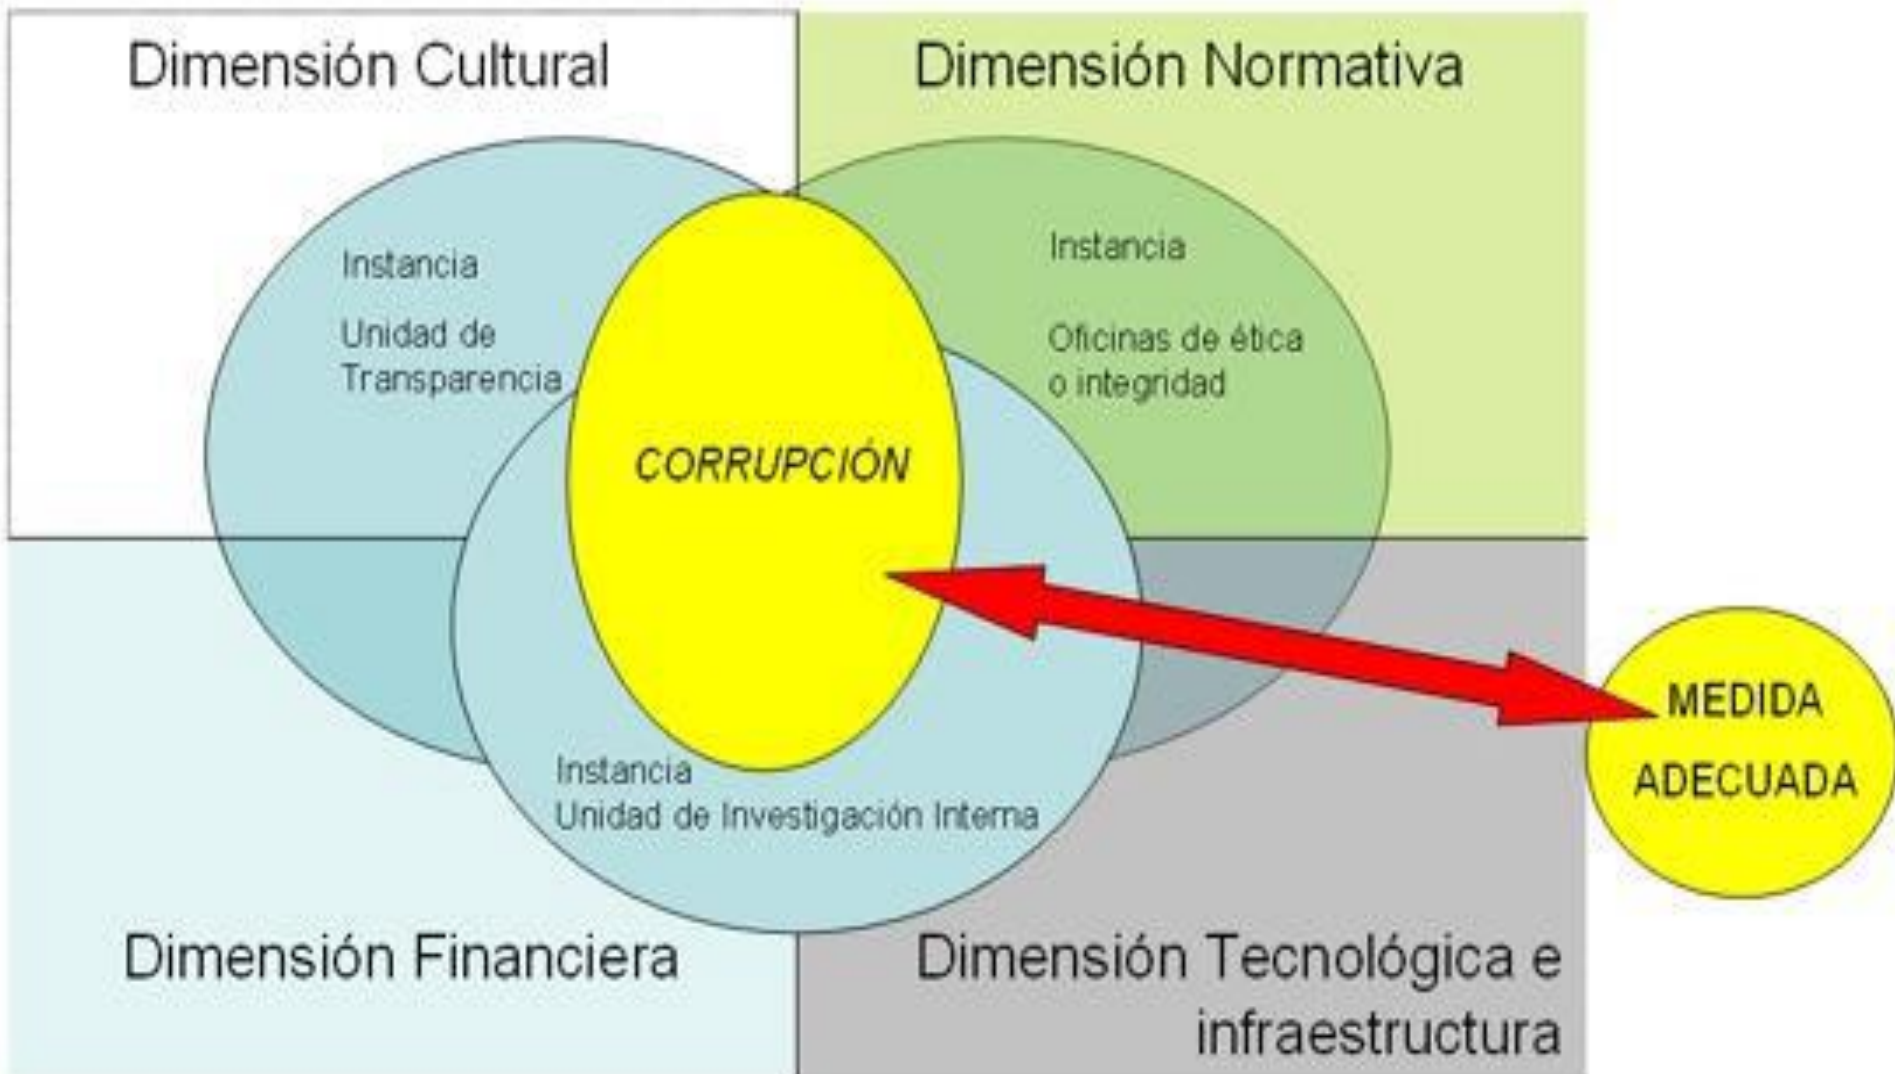 Dimensión Cultural
Dimensión Normativa
Instancia
Unidad de
Transparencia
Instancia
Oficinas de ética
o integridad
CORRUPCIÓN
MEDIDA
ADECUADA
Instancia
Unidad de Investigación Interna
Dimensión Financiera
Dimensión Tecnológica e
infraestructura